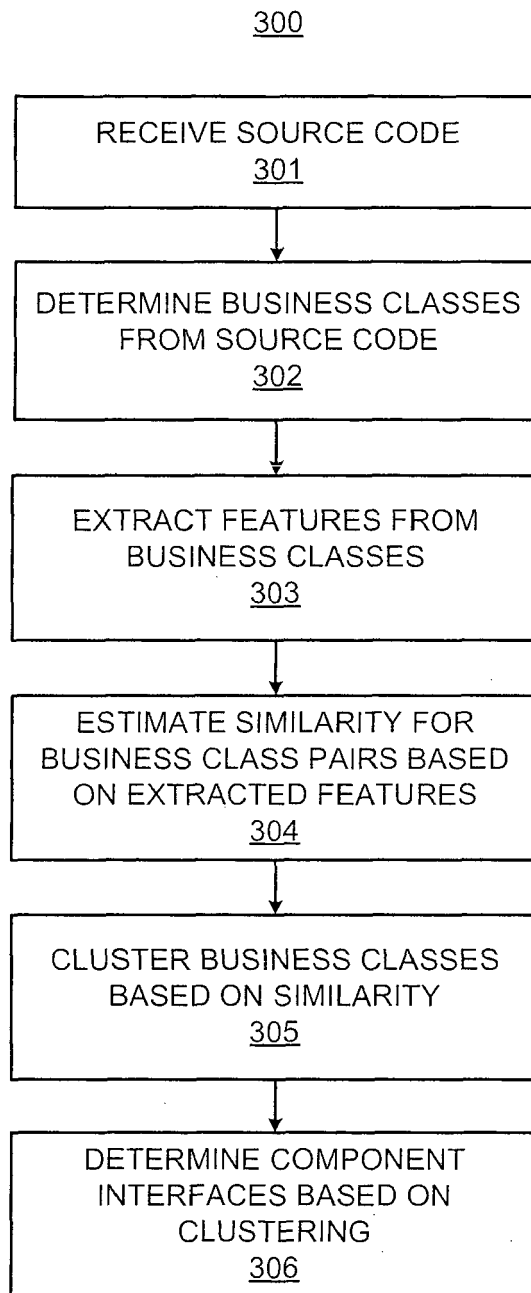 300
RECEIVE SOURCE CODE
301
DETERMINE BUSINESS CLASSES
FROM SOURCE CODE
302
EXTRACT FEATURES FROM
BUSINESS CLASSES
303
ESTIMATE SIMILARITY FOR
BUSINESS CLASS PAIRS BASED
ON EXTRACTED FEATURES
304
CLUSTER BUSINESS CLASSES
BASED ON SIMILARITY
305
DETERMINE COMPONENT
INTERFACES BASED ON
CLUSTERING
306